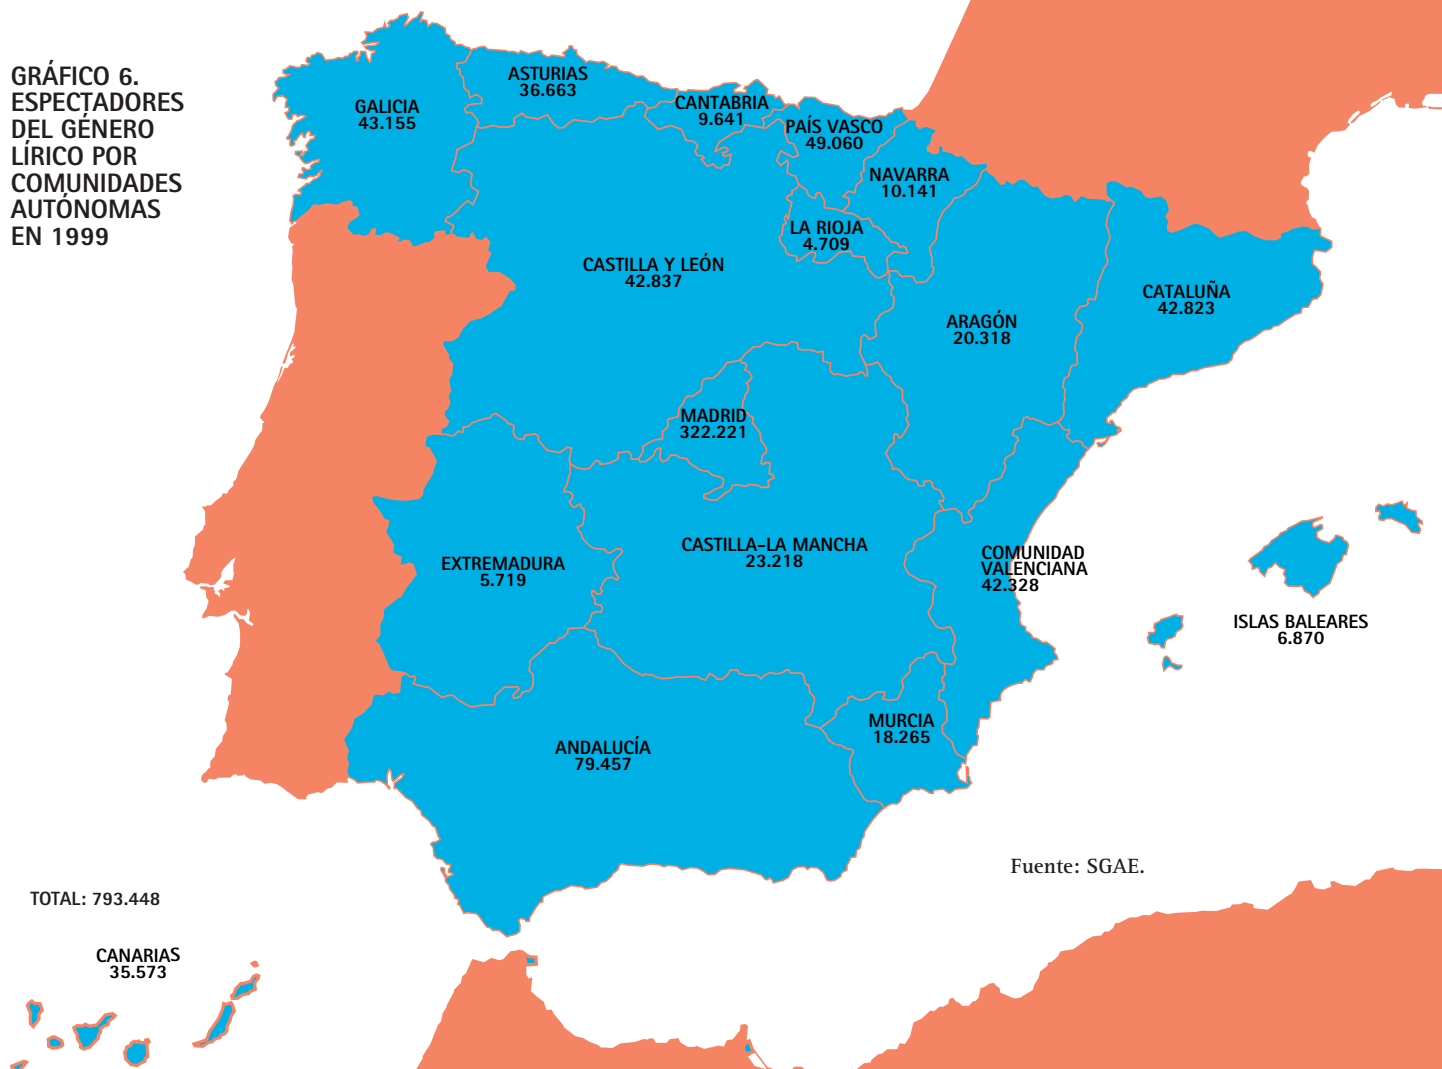 GRÁFICO 6.
ESPECTADORES
DEL GÉNERO
LÍRICO POR
COMUNIDADES
AUTÓNOMAS
EN 1999
ASTURIAS
36.663
GALICIA
43.155
CANTABRIA
9.641
PAÍS VASCO
49.060
NAVARRA
10.141
LA RIOJA
4.709
CASTILLA Y LEÓN
42.837
CATALUÑA
42.823
ARAGÓN
20.318
MADRID
322.221
CASTILLA-LA MANCHA
23.218
COMUNIDAD
VALENCIANA
42.328
EXTREMADURA
5.719
ISLAS BALEARES
6.870
MURCIA
18.265
ANDALUCÍA
79.457
Fuente: SGAE.
TOTAL: 793.448
CANARIAS
35.573